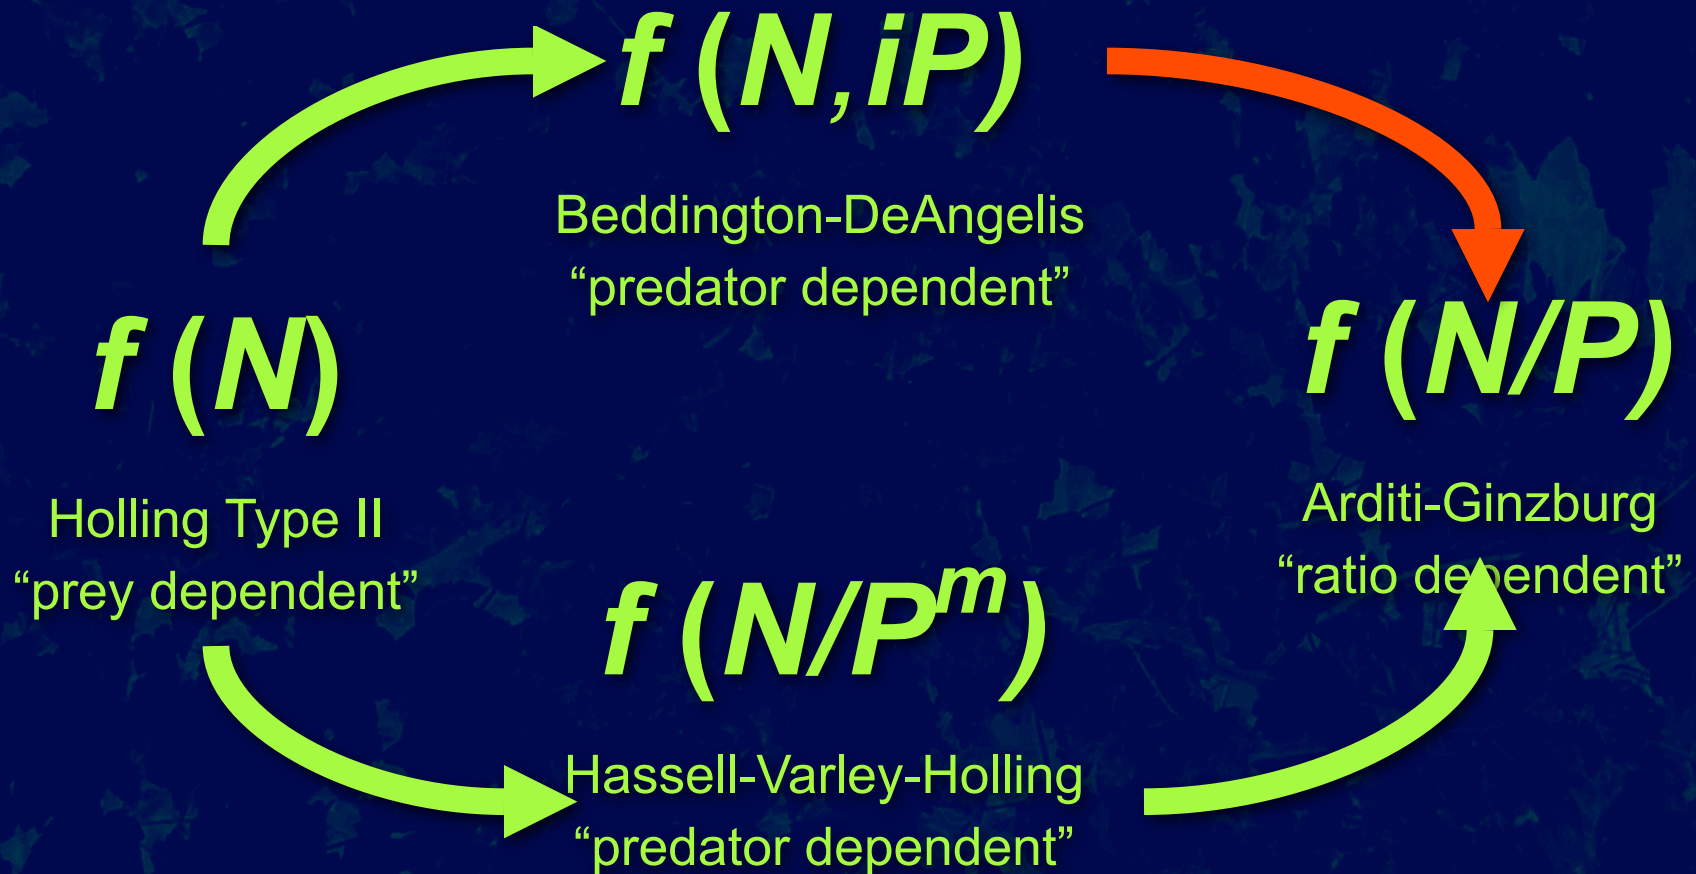 f (N,iP)
Beddington-DeAngelis
“predator dependent”
f (N)
Holling Type II
“prey dependent”
f (N/P)
Arditi-Ginzburg
“ratio dependent”
f (N/Pᵐ)
Hassell-Varley-Holling
“predator dependent”